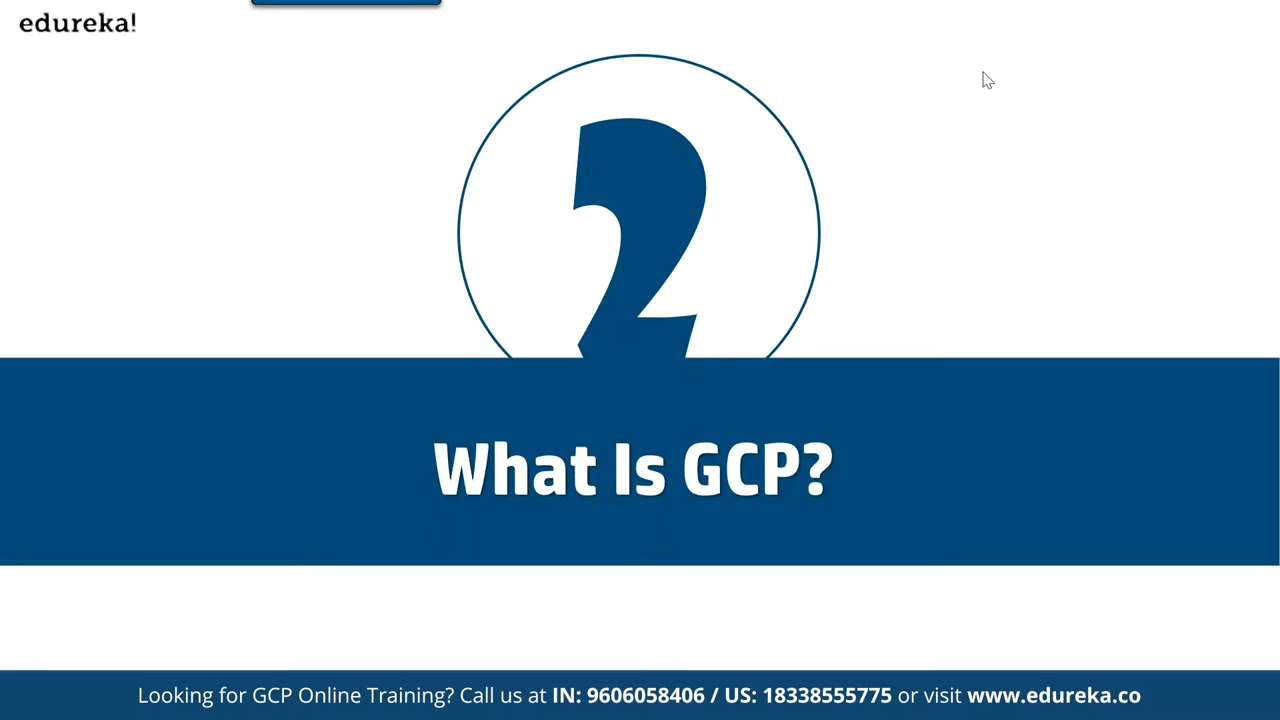 edureka!
2
What Is GCP?
Looking for GCP Online Training? Call us at IN: 9606058406 / US: 18338555775 or visit www.edureka.co